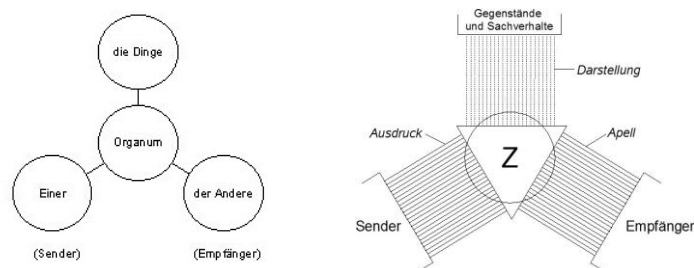 die Dinge
Organum
Einer
der Andere
(Sender)
(Empfänger)
Gegenstände
und Sachverhalte
Darstellung
Ausdruck
Apell
Z
Sender
Empfänger